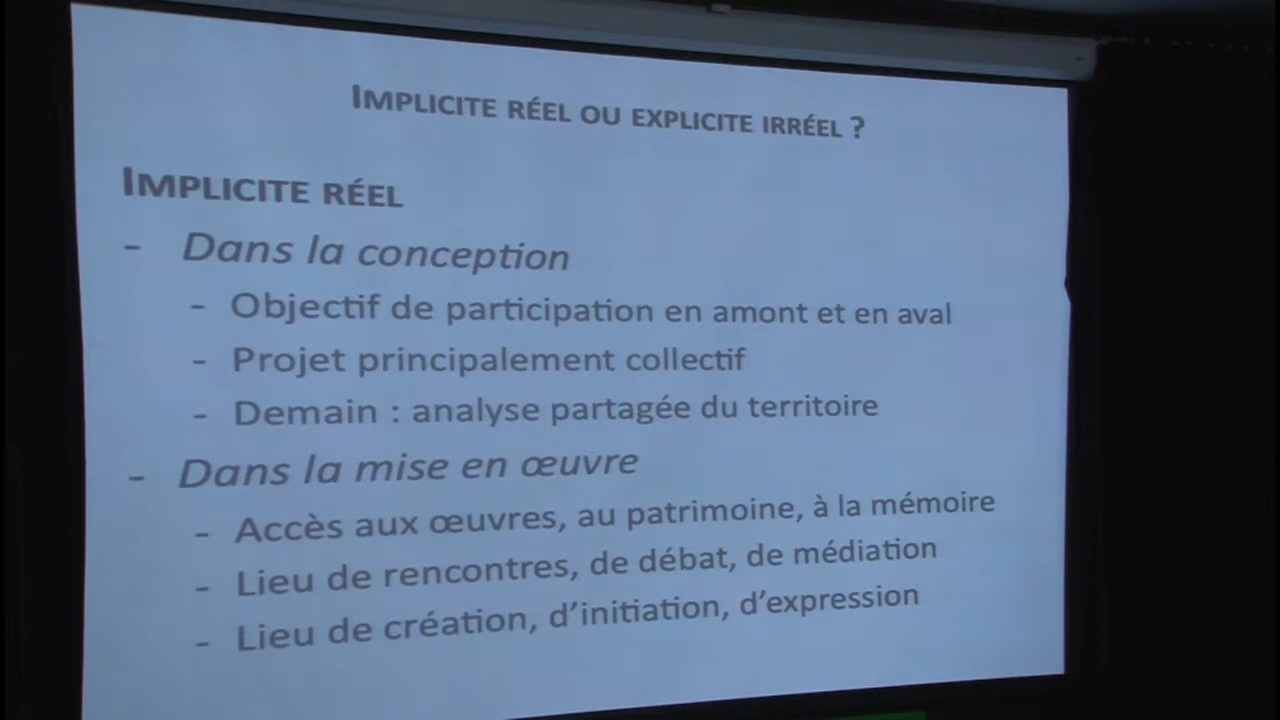 IMPLICITE RÉEL OU EXPLICITE IRRÉEL ?
IMPLICITE RÉEL
- Dans la conception
- Objectif de participation en amont et en aval
- Projet principalement collectif
- Demain : analyse partagée du territoire
- Dans la mise en œuvre
- Accès aux œuvres, au patrimoine, à la mémoire
- Lieu de rencontres, de débat, de médiation
- Lieu de création, d’initiation, d’expression